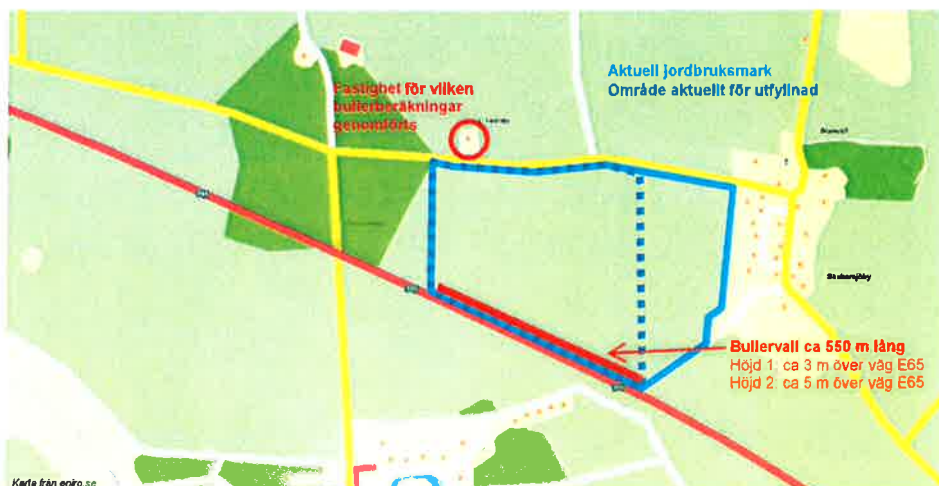 Fastighet för vilken
bullerberäkningar
genomförts
Aktuell jordbruksmark
Område aktuellt för utfyllnad
Bullervall ca 550 m lång
Höjd 1: ca 3 m över väg E65
Höjd 2: ca 5 m över väg E65
Karta från eniro.se